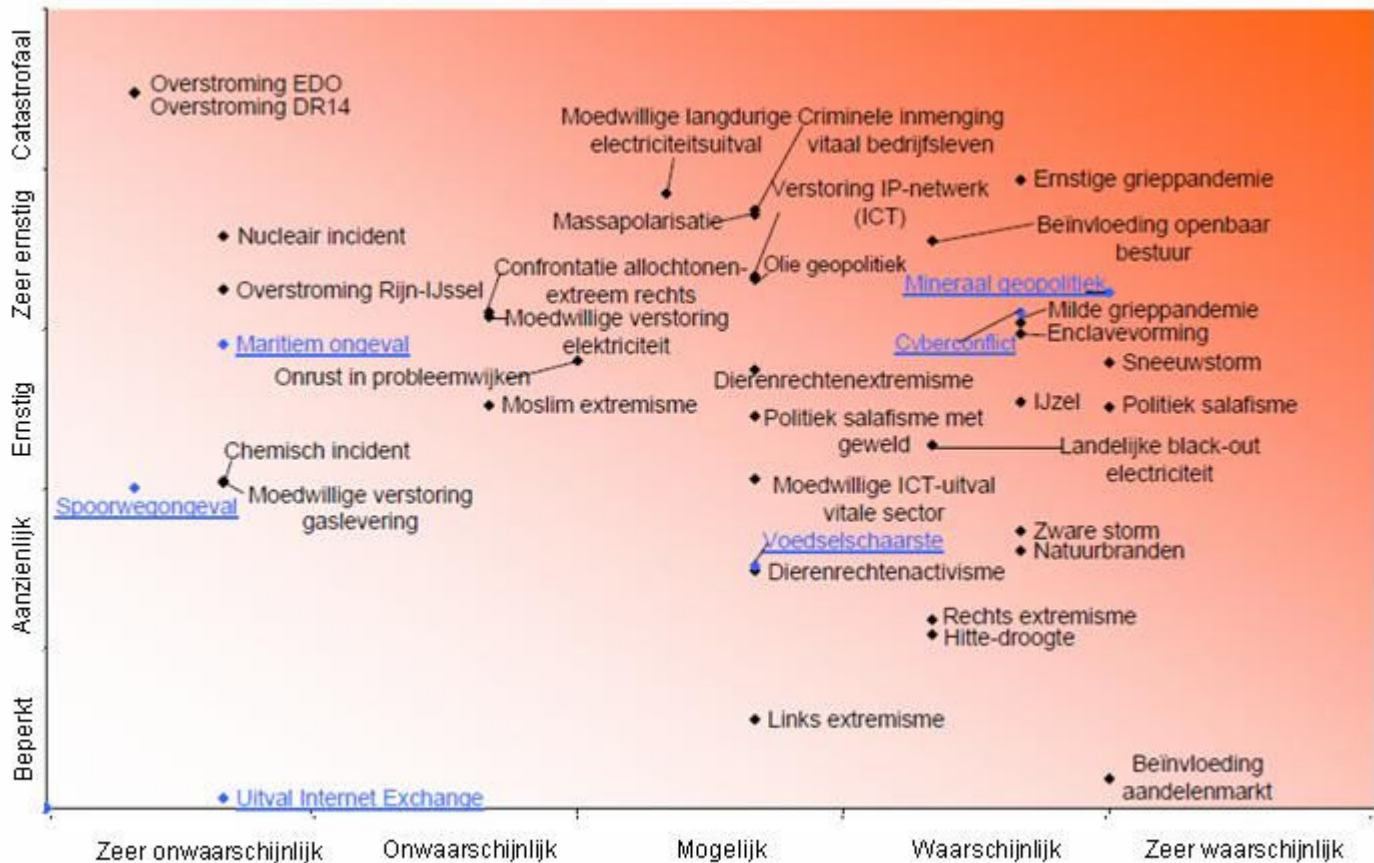 Catastrofaal
Zeer ernstig
Ernstig
Aanzienlijk
Beperkt
Overstroming EDO
Overstroming DR14
Moedwillige langdurige
electriciteitsuitval
Criminele inmenging
vitaal bedrijfsleven
Ernstige grieppandemie
Verstoring IP-netwerk
(ICT)
Massapolarisatie
Nucleair incident
Beïnvloeding openbaar
bestuur
Olie geopolitiek
Confrontatie allochtonen-
extreem rechts
Mineraal geopolitiek
Overstroming Rijn-IJssel
Moedwillige verstoring
elektriciteit
Milde grieppandemie
Enclavevorming
Maritiem ongeval
Cyberconflict
Sneeuwstorm
Onrust in probleemwijken
Dierenrechtenextremisme
Moslim extremisme
IJzel
Politiek salafisme
Politiek salafisme met
geweld
Landelijke black-out
electriciteit
Chemisch incident
Moedwillige verstoring
gaslevering
Spoorwegongeval
Moedwillige ICT-uitval
vitale sector
Zware storm
Natuurbranden
Voedselschaarste
Dierenrechtenactivisme
Rechts extremisme
Hitte-droogte
Links extremisme
Beïnvloeding
aandelenmarkt
Uitval Internet Exchange
Zeer onwaarschijnlijk
Onwaarschijnlijk
Mogelijk
Waarschijnlijk
Zeer waarschijnlijk